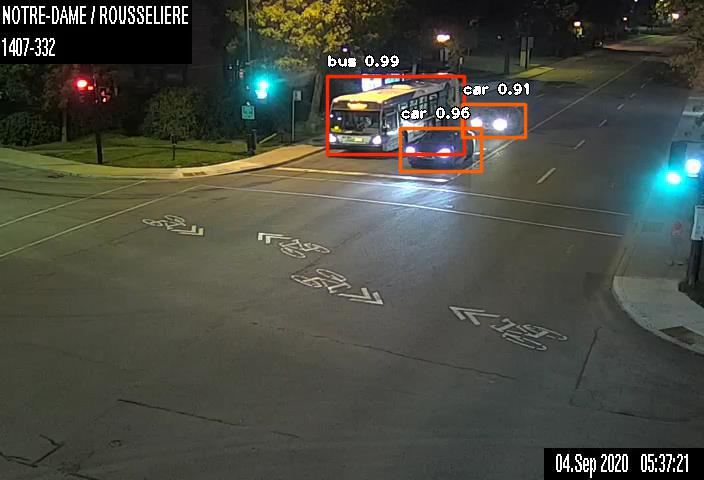 NOTRE-DAME / ROUSSELIERE
1407-332
bus 0.99
car 0.91
car 0.96
04.Sep 2020 05:37:21